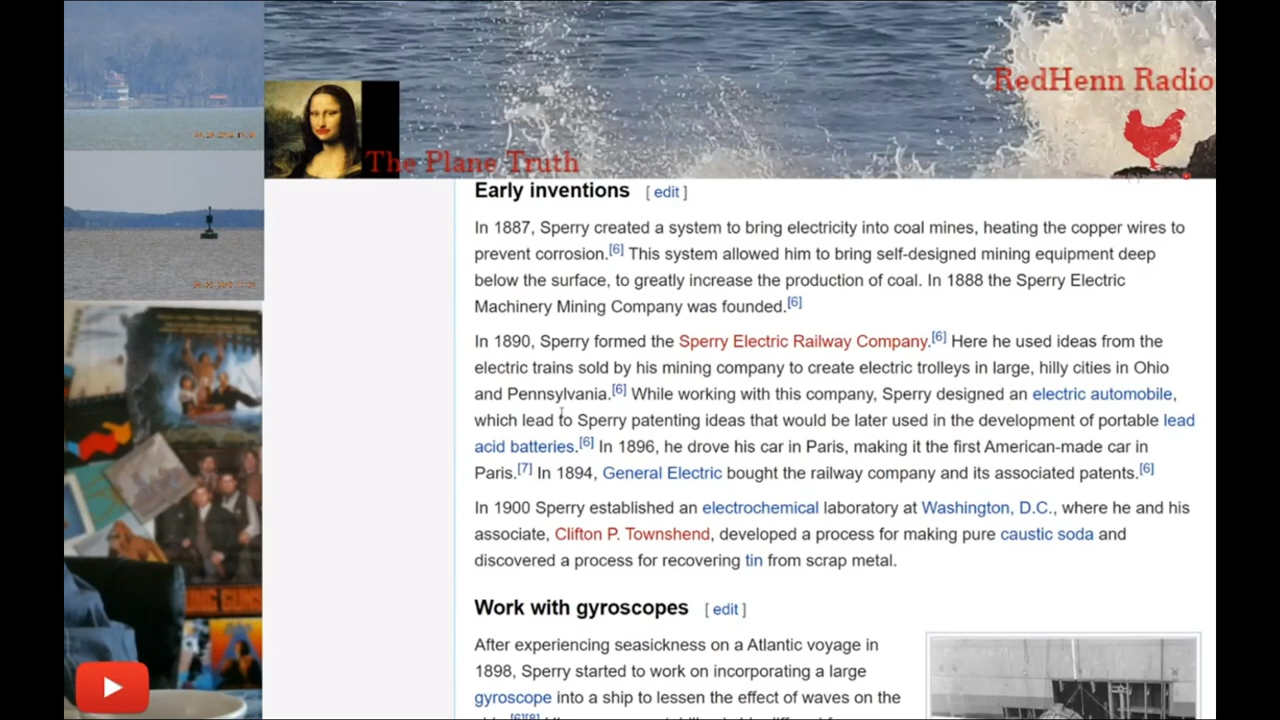 RedHenn Radio
The Plane Truth
Early inventions [ edit ]
In 1887, Sperry created a system to bring electricity into coal mines, heating the copper wires to
prevent corrosion.[6] This system allowed him to bring self-designed mining equipment deep
below the surface, to greatly increase the production of coal. In 1888 the Sperry Electric
Machinery Mining Company was founded.[6]
In 1890, Sperry formed the Sperry Electric Railway Company.[6] Here he used ideas from the
electric trains sold by his mining company to create electric trolleys in large, hilly cities in Ohio
and Pennsylvania.[6] While working with this company, Sperry designed an electric automobile,
which lead to Sperry patenting ideas that would be later used in the development of portable lead
acid batteries.[6] In 1896, he drove his car in Paris, making it the first American-made car in
Paris.[7] In 1894, General Electric bought the railway company and its associated patents.[6]
In 1900 Sperry established an electrochemical laboratory at Washington, D.C., where he and his
associate, Clifton P. Townshend, developed a process for making pure caustic soda and
discovered a process for recovering tin from scrap metal.
Work with gyroscopes [ edit ]
After experiencing seasickness on a Atlantic voyage in
1898, Sperry started to work on incorporating a large
gyroscope into a ship to lessen the effect of waves on the